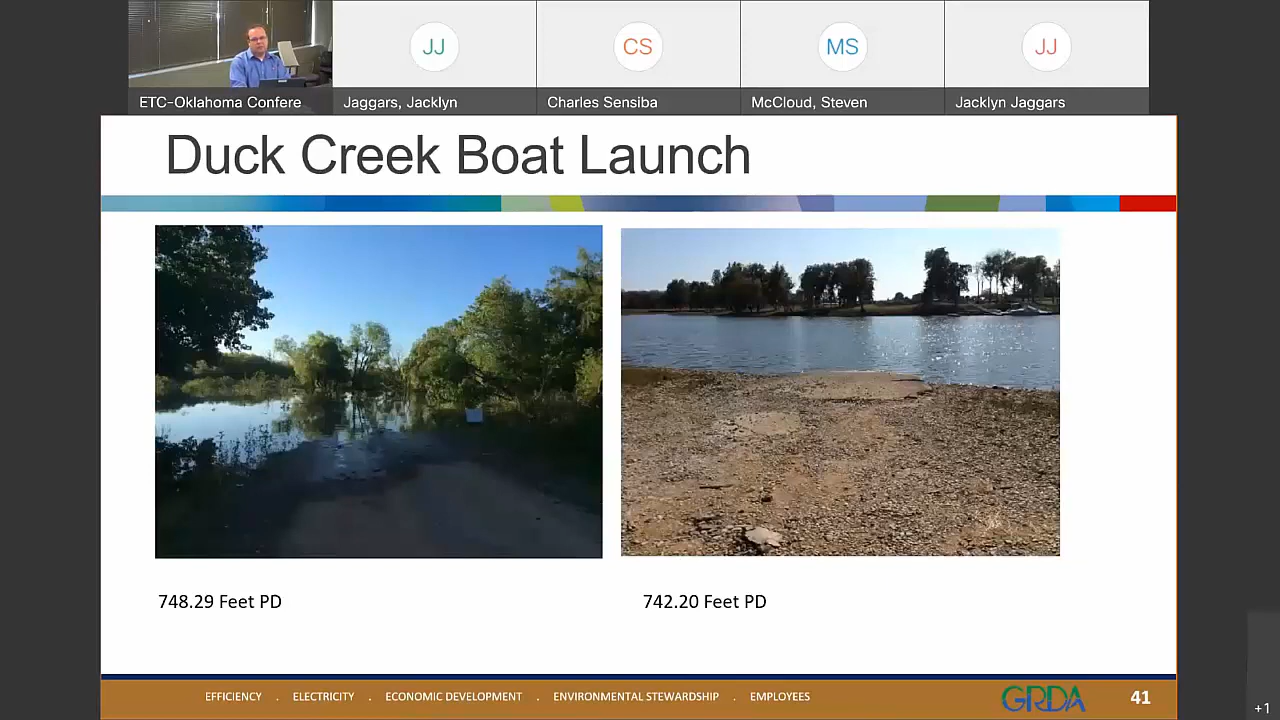 JJ
CS
MS
JJ
ETC-Oklahoma Confere
Jaggars, Jacklyn
Charles Sensiba
McCloud, Steven
Jacklyn Jaggars
Duck Creek Boat Launch
748.29 Feet PD
742.20 Feet PD
EFFICIENCY . ELECTRICITY . ECONOMIC DEVELOPMENT . ENVIRONMENTAL STEWARDSHIP . EMPLOYEES
GRDA
41
+1